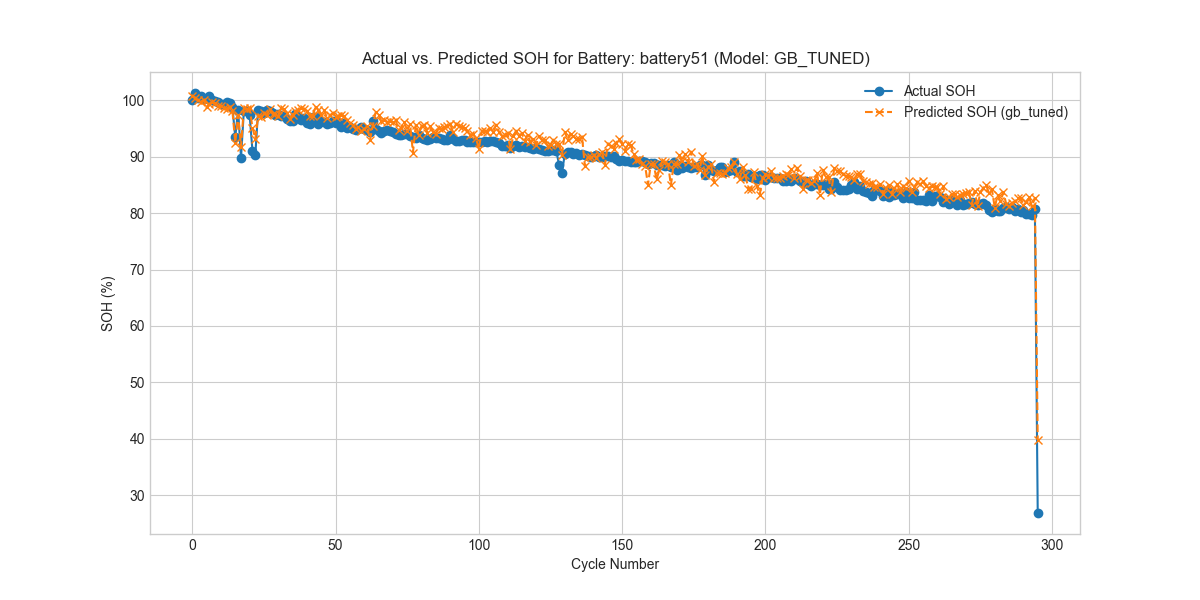 Actual vs. Predicted SOH for Battery: battery51 (Model: GB_TUNED)
Actual SOH
Predicted SOH (gb_tuned)
100
90
80
70
60
50
40
30
SOH (%)
0 50 100 150 200 250 300
Cycle Number